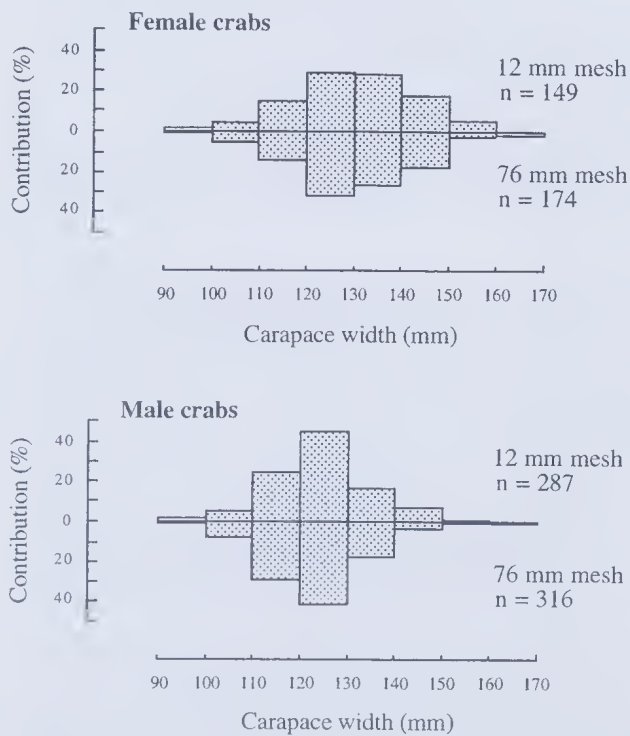 Female crabs
Contribution (%)
40
20
0
20
40
12 mm mesh
n = 149
76 mm mesh
n = 174
90 100 110 120 130 140 150 160 170
Carapace width (mm)
Male crabs
Contribution (%)
40
20
0
20
40
12 mm mesh
n = 287
76 mm mesh
n = 316
90 100 110 120 130 140 150 160 170
Carapace width (mm)